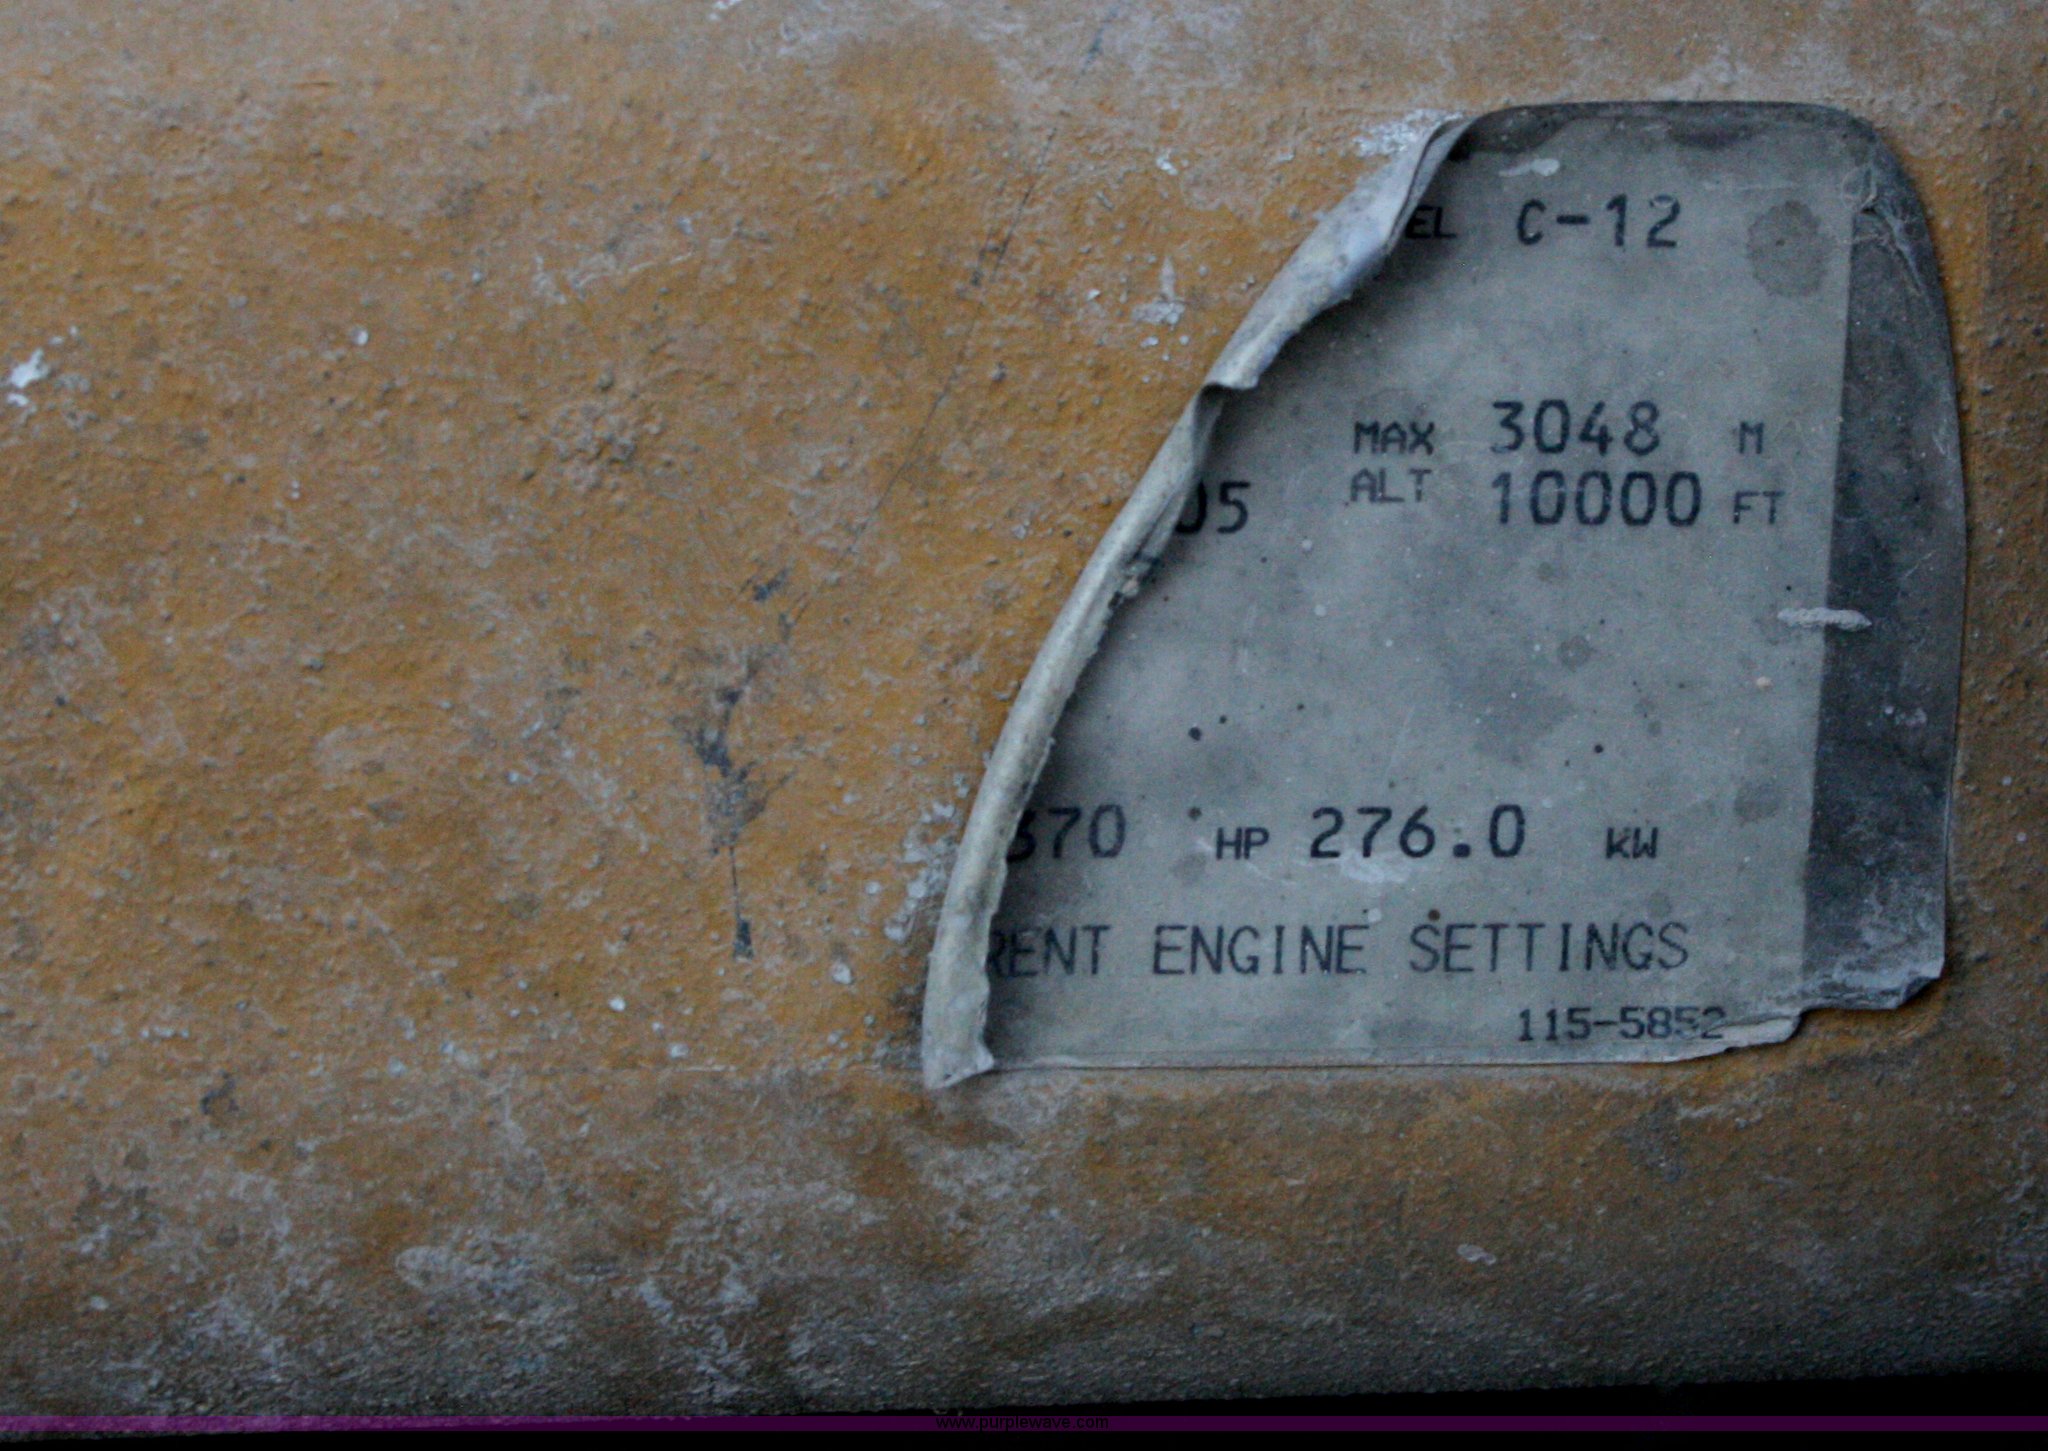 EL C-12
MAX 3048 M
05 ALT 10000 FT
370 HP 276.0 KW
RENT ENGINE SETTINGS
115-5852
www.purplewave.com